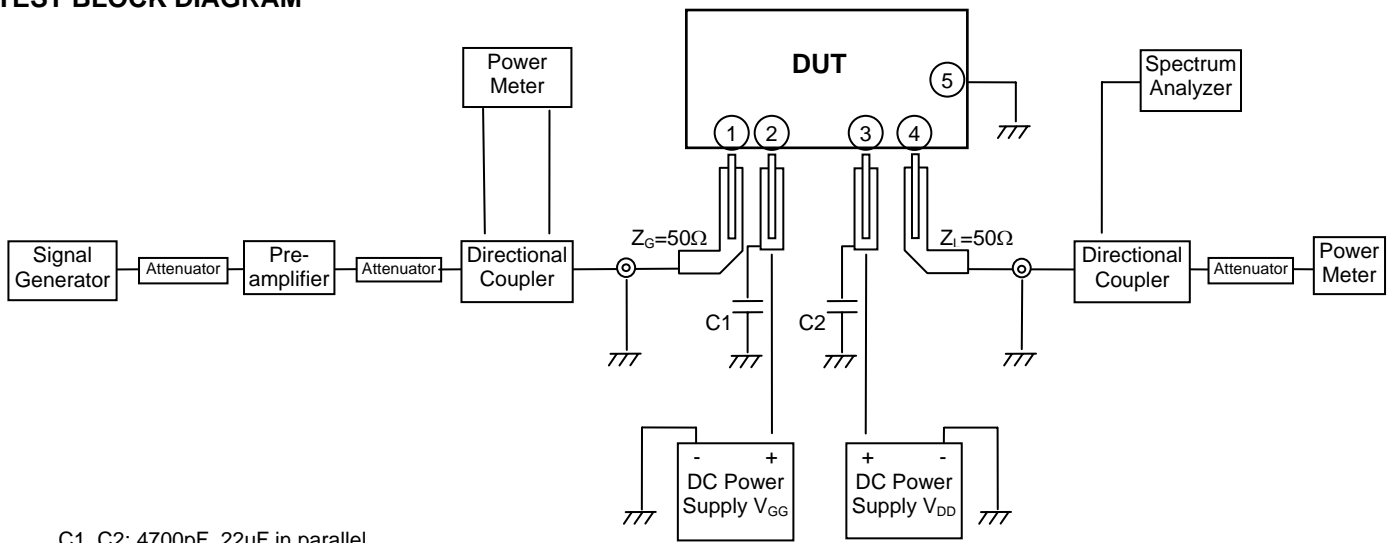 TEST BLOCK DIAGRAM
Power
Meter
DUT
5
Spectrum
Analyzer
1
2
3
4
Signal
Generator
Attenuator
Pre-
amplifier
Attenuator
Directional
Coupler
ZG=50Ω
ZL=50Ω
Directional
Coupler
Attenuator
Power
Meter
C1
C2
- +
DC Power
Supply VGG
+ -
DC Power
Supply VDD
C1, C2: 4700pF, 22uF in parallel